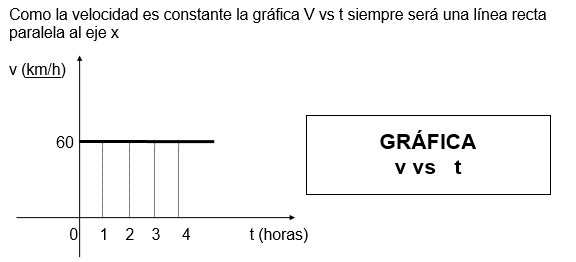 Como la velocidad es constante la gráfica V vs t siempre será una línea recta
paralela al eje x
v (km/h)
60
GRÁFICA
v vs t
0 1 2 3 4 t (horas)